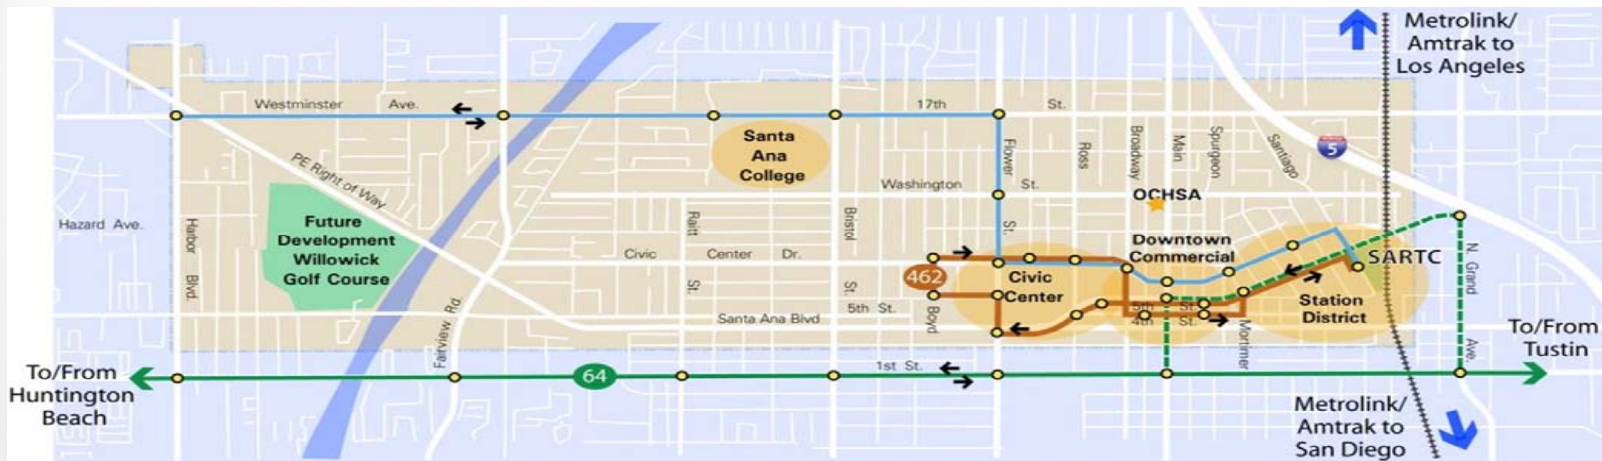 Metrolink/
Amtrak to
Los Angeles
Westminster Ave.
17th St.
Santa
Ana
College
PE Right of Way
Flower St.
Ross
Broadway
Main
Spurgeon
Santiago
INTERSTATE
5
Washington St.
OCHSA
Hazard Ave.
Harbor Blvd.
Future
Development
Willowick
Golf Course
Raitt St.
Bristol St.
Civic Center Dr.
Downtown
Commercial
SARTC
N. Grand Ave.
462
Civic
Center
Station
District
Boyd
5th St.
5th St.
4th St.
Santa Ana Blvd
Fairview Rd.
Mortimer
To/From
Tustin
1st St.
64
To/From
Huntington
Beach
Metrolink/
Amtrak to
San Diego